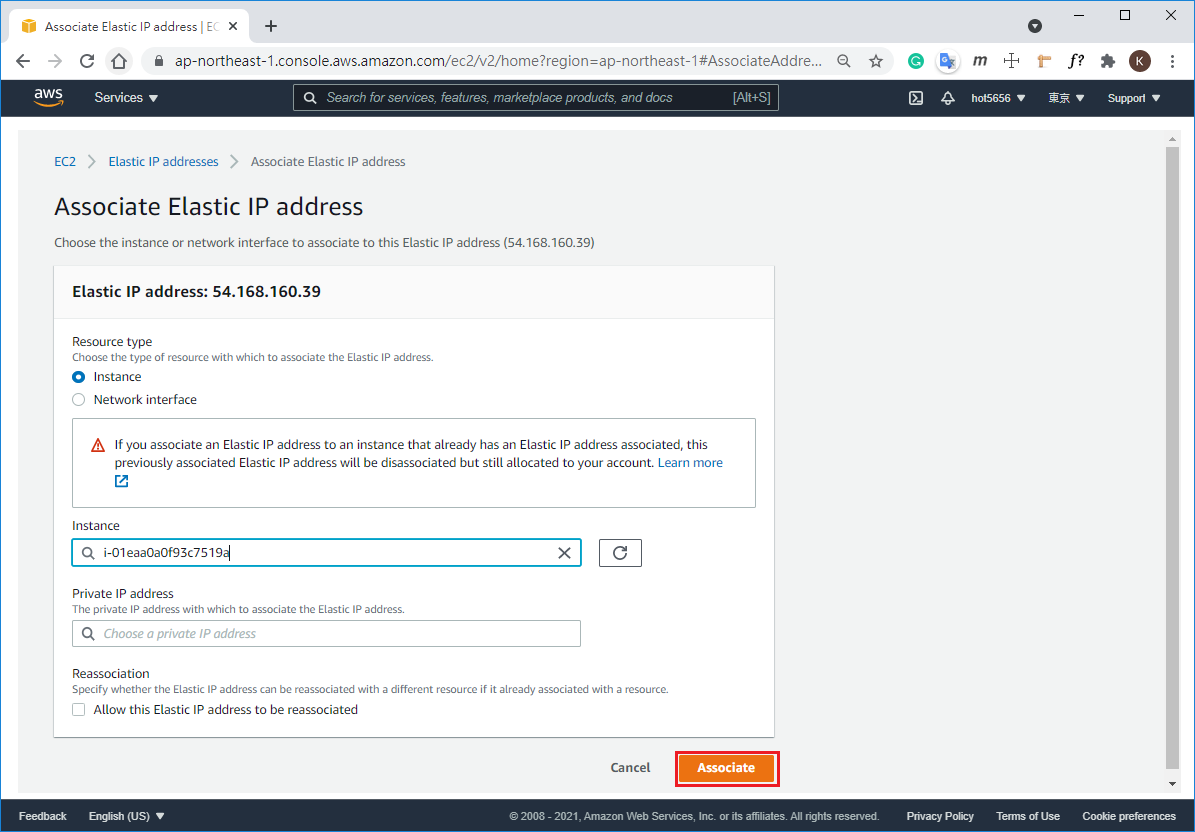 Associate Elastic IP address | EC
ap-northeast-1.console.aws.amazon.com/ec2/v2/home?region=ap-northeast-1#AssociateAddre...
m
f?
K
aws
Services
Search for services, features, marketplace products, and docs [Alt+S]
hot5656
東京
Support
EC2
Elastic IP addresses
Associate Elastic IP address
Associate Elastic IP address
Choose the instance or network interface to associate to this Elastic IP address (54.168.160.39)
Elastic IP address: 54.168.160.39
Resource type
Choose the type of resource with which to associate the Elastic IP address.
Instance
Network interface
If you associate an Elastic IP address to an instance that already has an Elastic IP address associated, this
previously associated Elastic IP address will be disassociated but still allocated to your account. Learn more
Instance
i-01eaa0a0f93c7519a
Private IP address
The private IP address with which to associate the Elastic IP address.
Choose a private IP address
Reassociation
Specify whether the Elastic IP address can be reassociated with a different resource if it already associated with a resource.
Allow this Elastic IP address to be reassociated
Cancel
Associate
Feedback
English (US)
© 2008 - 2021, Amazon Web Services, Inc. or its affiliates. All rights reserved.
Privacy Policy
Terms of Use
Cookie preferences